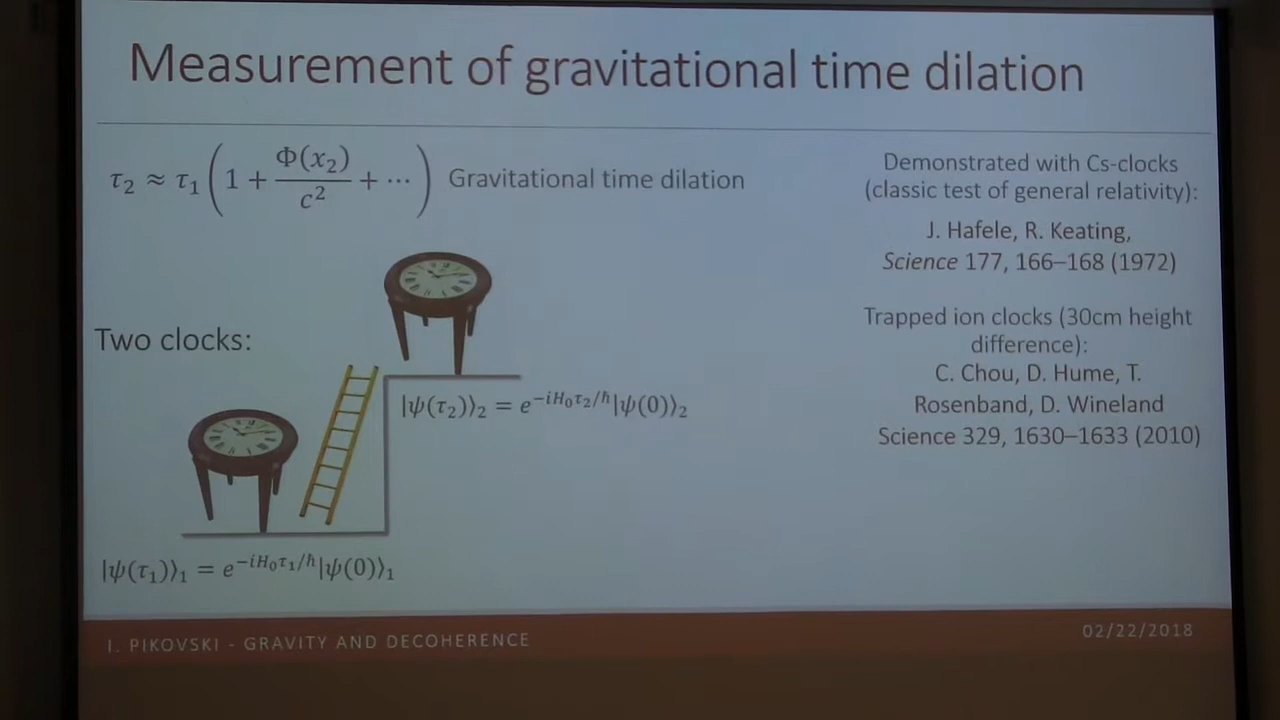 Measurement of gravitational time dilation
τ₂ ≈ τ₁ (1 + Φ(x₂)/c² + ⋯) Gravitational time dilation
Two clocks:
|ψ(τ₂)⟩₂ = e^{−iH₀τ₂/ℏ}|ψ(0)⟩₂
|ψ(τ₁)⟩₁ = e^{−iH₀τ₁/ℏ}|ψ(0)⟩₁
Demonstrated with Cs-clocks
(classic test of general relativity):
J. Hafele, R. Keating,
Science 177, 166–168 (1972)
Trapped ion clocks (30cm height
difference):
C. Chou, D. Hume, T.
Rosenband, D. Wineland
Science 329, 1630–1633 (2010)
I. PIKOVSKI - GRAVITY AND DECOHERENCE
02/22/2018